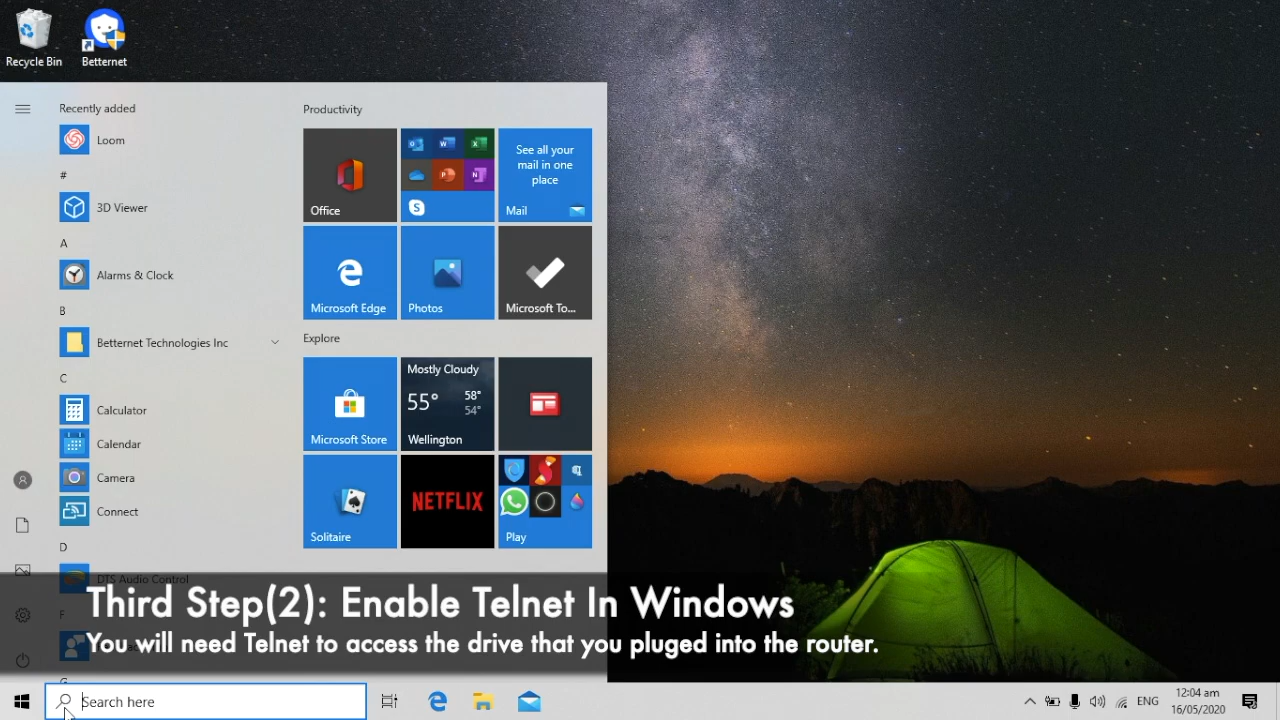 Recycle Bin
Betternet
Recently added
Loom
#
3D Viewer
A
Alarms & Clock
B
Betternet Technologies Inc
C
Calculator
Calendar
Camera
Connect
D
DTS Audio Control
F
G
Productivity
Office
See all your
mail in one
place
Mail
Microsoft Edge
Photos
Microsoft To...
Explore
Microsoft Store
Mostly Cloudy
55° 58°
54°
Wellington
Solitaire
NETFLIX
Play
Third Step(2): Enable Telnet In Windows
You will need Telnet to access the drive that you pluged into the router.
Search here
ENG
12:04 am
16/05/2020